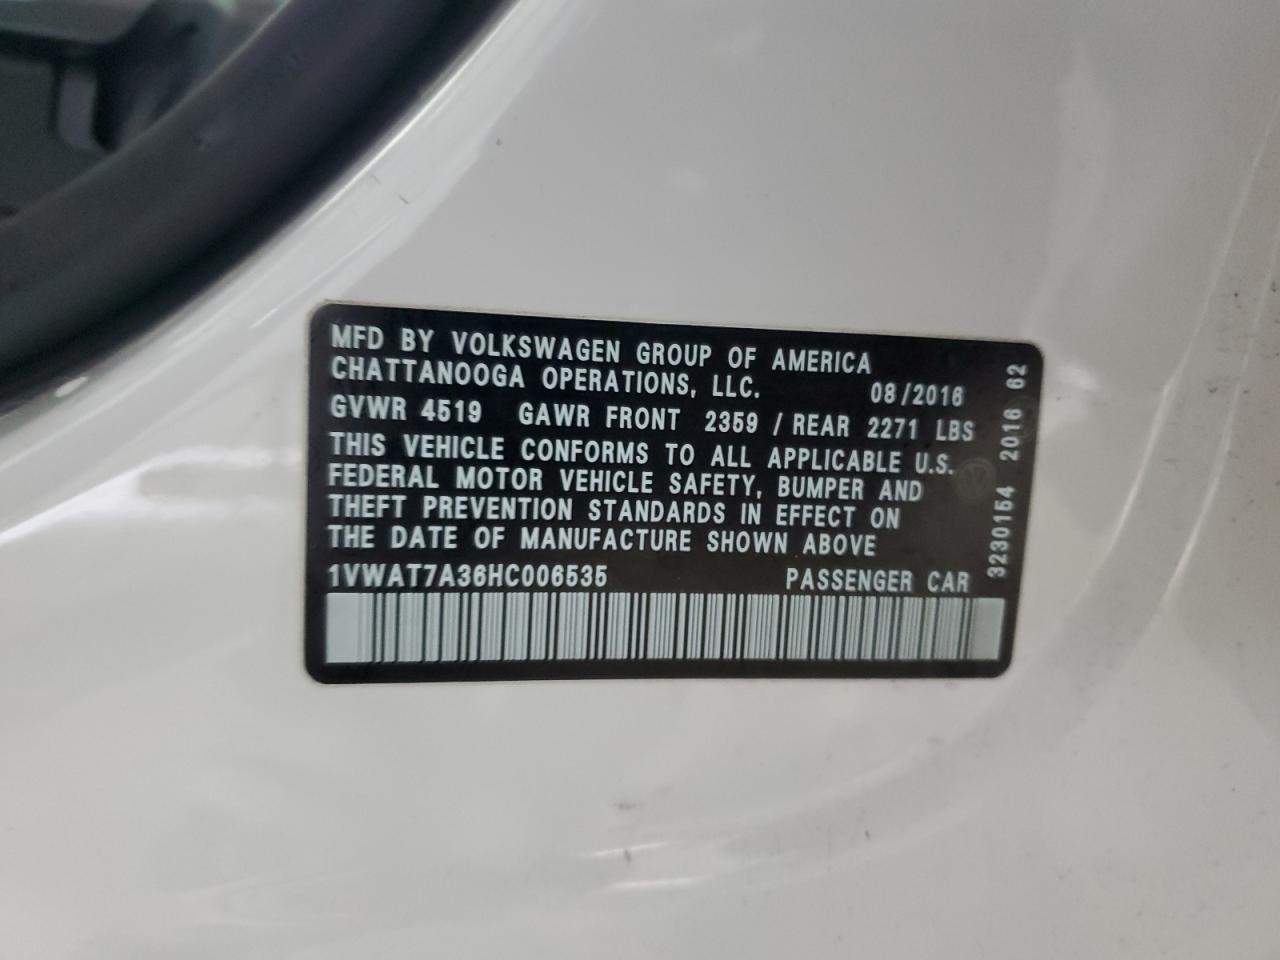 MFD BY VOLKSWAGEN GROUP OF AMERICA
CHATTANOOGA OPERATIONS, LLC. 08/2016
GVWR 4519 GAWR FRONT 2359 / REAR 2271 LBS
THIS VEHICLE CONFORMS TO ALL APPLICABLE U.S.
FEDERAL MOTOR VEHICLE SAFETY, BUMPER AND
THEFT PREVENTION STANDARDS IN EFFECT ON
THE DATE OF MANUFACTURE SHOWN ABOVE
1VWAT7A36HC006535 PASSENGER CAR
3230154 2016 62